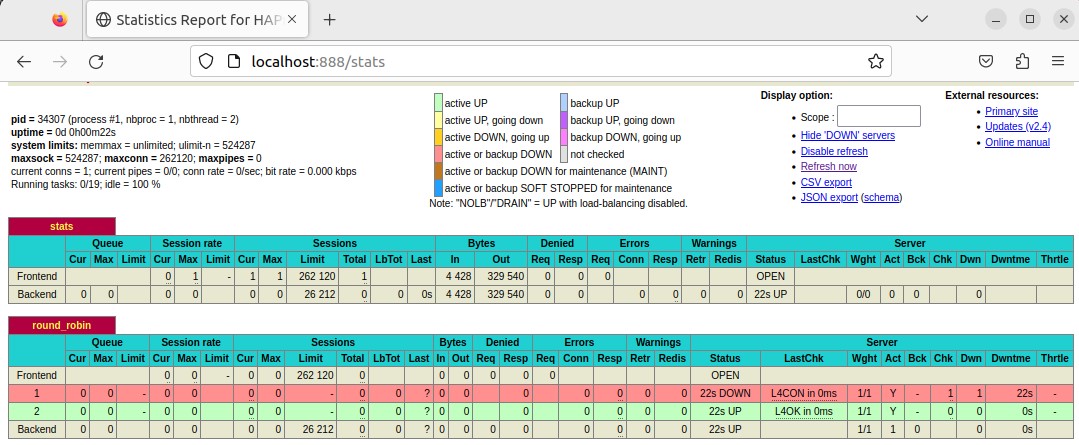 Statistics Report for HAP
localhost:888/stats
pid = 34307 (process #1, nbproc = 1, nbthread = 2)
uptime = 0d 0h00m22s
system limits: memmax = unlimited; ulimit-n = 524287
maxsock = 524287; maxconn = 262120; maxpipes = 0
current conns = 1; current pipes = 0/0; conn rate = 0/sec; bit rate = 0.000 kbps
Running tasks: 0/19; idle = 100 %
active UP backup UP
active UP, going down backup UP, going down
active DOWN, going up backup DOWN, going up
active or backup DOWN not checked
active or backup DOWN for maintenance (MAINT)
active or backup SOFT STOPPED for maintenance
Note: "NOLB"/"DRAIN" = UP with load-balancing disabled.
Display option:
• Scope :
• Hide 'DOWN' servers
• Disable refresh
• Refresh now
• CSV export
• JSON export (schema)
External resources:
• Primary site
• Updates (v2.4)
• Online manual
stats
Queue Session rate Sessions Bytes Denied Errors Warnings Server
Cur Max Limit Cur Max Limit Cur Max Limit Total LbTot Last In Out Req Resp Req Conn Resp Retr Redis Status LastChk Wght Act Bck Chk Dwn Dwntme Thrtle
Frontend 0 1 - 1 1 262 120 1 4 428 329 540 0 0 0 OPEN
Backend 0 0 0 0 0 0 26 212 0 0 0s 4 428 329 540 0 0 0 0 0 0 22s UP 0/0 0 0 0
round_robin
Queue Session rate Sessions Bytes Denied Errors Warnings Server
Cur Max Limit Cur Max Limit Cur Max Limit Total LbTot Last In Out Req Resp Req Conn Resp Retr Redis Status LastChk Wght Act Bck Chk Dwn Dwntme Thrtle
Frontend 0 0 - 0 0 262 120 0 0 0 0 0 0 OPEN
1 0 0 - 0 0 0 0 - 0 0 ? 0 0 0 0 0 0 0 22s DOWN L4CON in 0ms 1/1 Y - 1 1 22s -
2 0 0 - 0 0 0 0 - 0 0 ? 0 0 0 0 0 0 0 22s UP L4OK in 0ms 1/1 Y - 0 0 0s -
Backend 0 0 0 0 0 0 26 212 0 0 ? 0 0 0 0 0 0 0 0 22s UP 1/1 1 0 0 0s